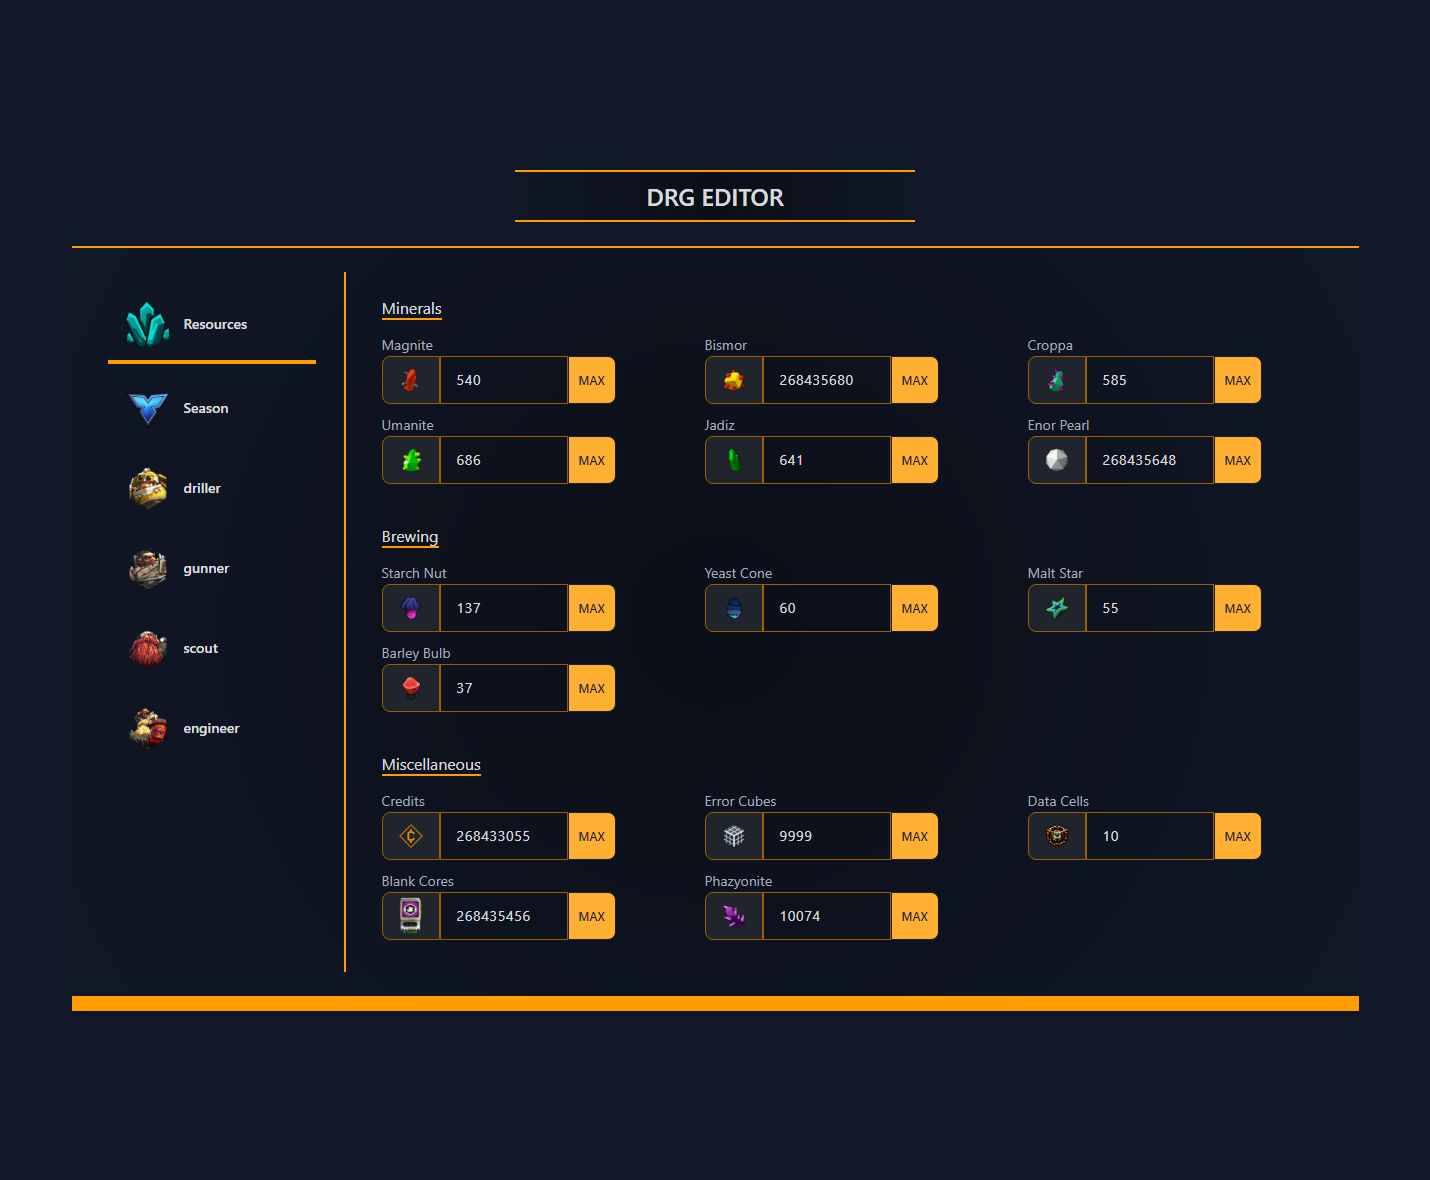 DRG EDITOR
Resources
Season
driller
gunner
scout
engineer
Minerals
Magnite Bismor Croppa
540 MAX 268435680 MAX 585 MAX
Umanite Jadiz Enor Pearl
686 MAX 641 MAX 268435648 MAX
Brewing
Starch Nut Yeast Cone Malt Star
137 MAX 60 MAX 55 MAX
Barley Bulb
37 MAX
Miscellaneous
Credits Error Cubes Data Cells
268433055 MAX 9999 MAX 10 MAX
Blank Cores Phazyonite
268435456 MAX 10074 MAX